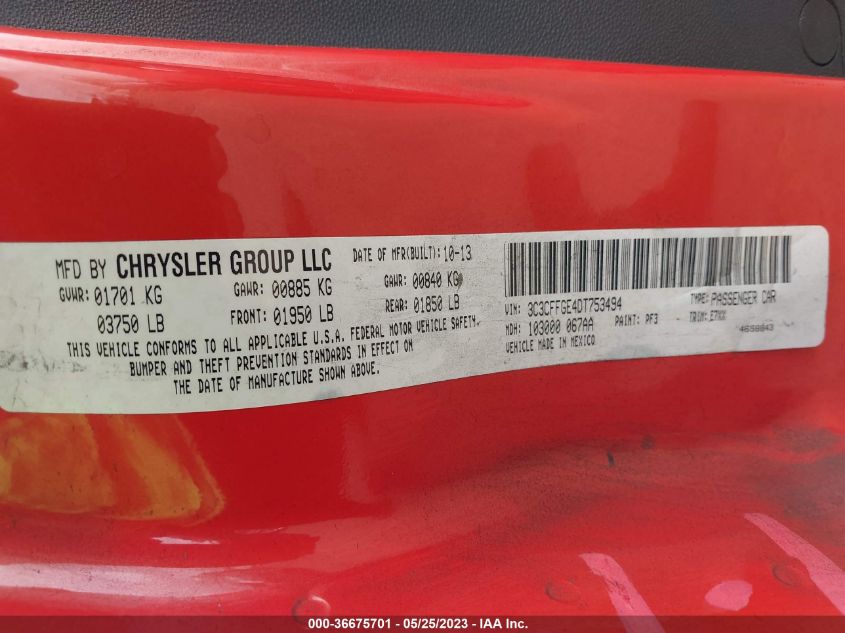 MFD BY CHRYSLER GROUP LLC DATE OF MFR(BUILT): 10-13
GVWR: 01701 KG GAWR: 00885 KG GAWR: 00840 KG
03750 LB FRONT: 01950 LB REAR: 01850 LB
THIS VEHICLE CONFORMS TO ALL APPLICABLE U.S.A. FEDERAL MOTOR VEHICLE SAFETY,
BUMPER AND THEFT PREVENTION STANDARDS IN EFFECT ON
THE DATE OF MANUFACTURE SHOWN ABOVE.
VIN: 3C3CFFGE4DT753494 TYPE: PASSENGER CAR
MDH: 103000 067AA PAINT: PF3 TRIM:
VEHICLE MADE IN MEXICO 4658843
000-36675701 - 05/25/2023 - IAA Inc.